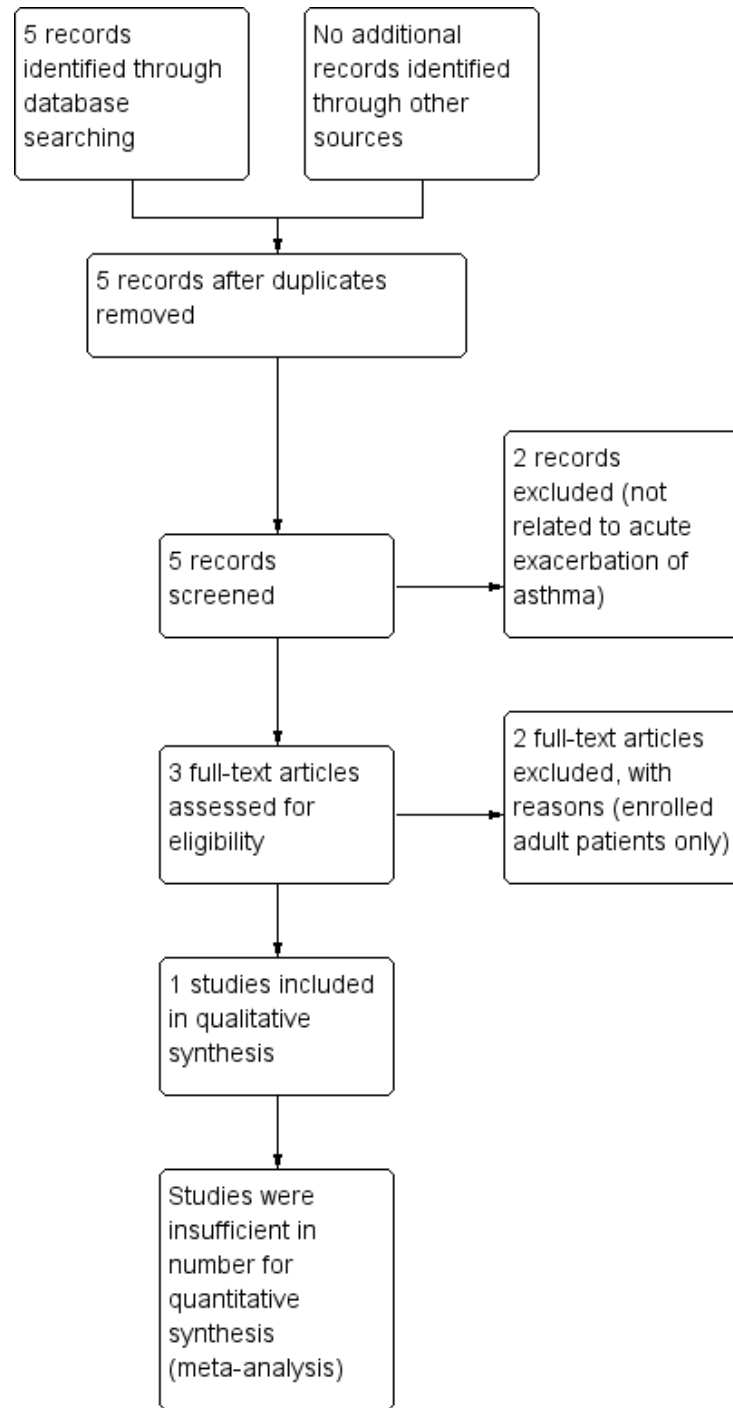 5 records
identified through
database
searching
No additional
records identified
through other
sources
5 records after duplicates
removed
2 records
excluded (not
related to acute
exacerbation of
asthma)
5 records
screened
3 full-text articles
assessed for
eligibility
2 full-text articles
excluded, with
reasons (enrolled
adult patients only)
1 studies included
in qualitative
synthesis
Studies were
insufficient in
number for
quantitative
synthesis
(meta-analysis)